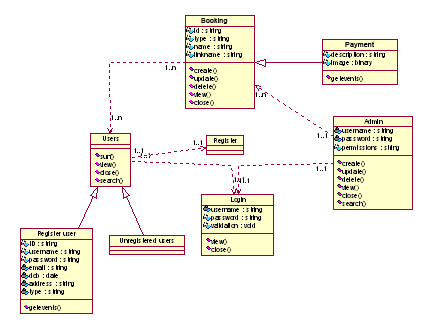 Booking
id : string
type : string
name : string
linkname : string
create()
update()
delete()
view()
close()
Payment
description : string
image : binary
getevents()
1..n
1..n
1..n
Admin
username : string
password : string
permissions : string
create()
update()
delete()
view()
close()
search()
1..1
1..1
Users
surf()
view()
close()
search()
1..1
1..1
Register
Login
username : string
password : string
validation : void
view()
close()
Register user
ID : string
username : string
password : string
email : string
dob : date
address : string
type : string
getevents()
Unregistered users